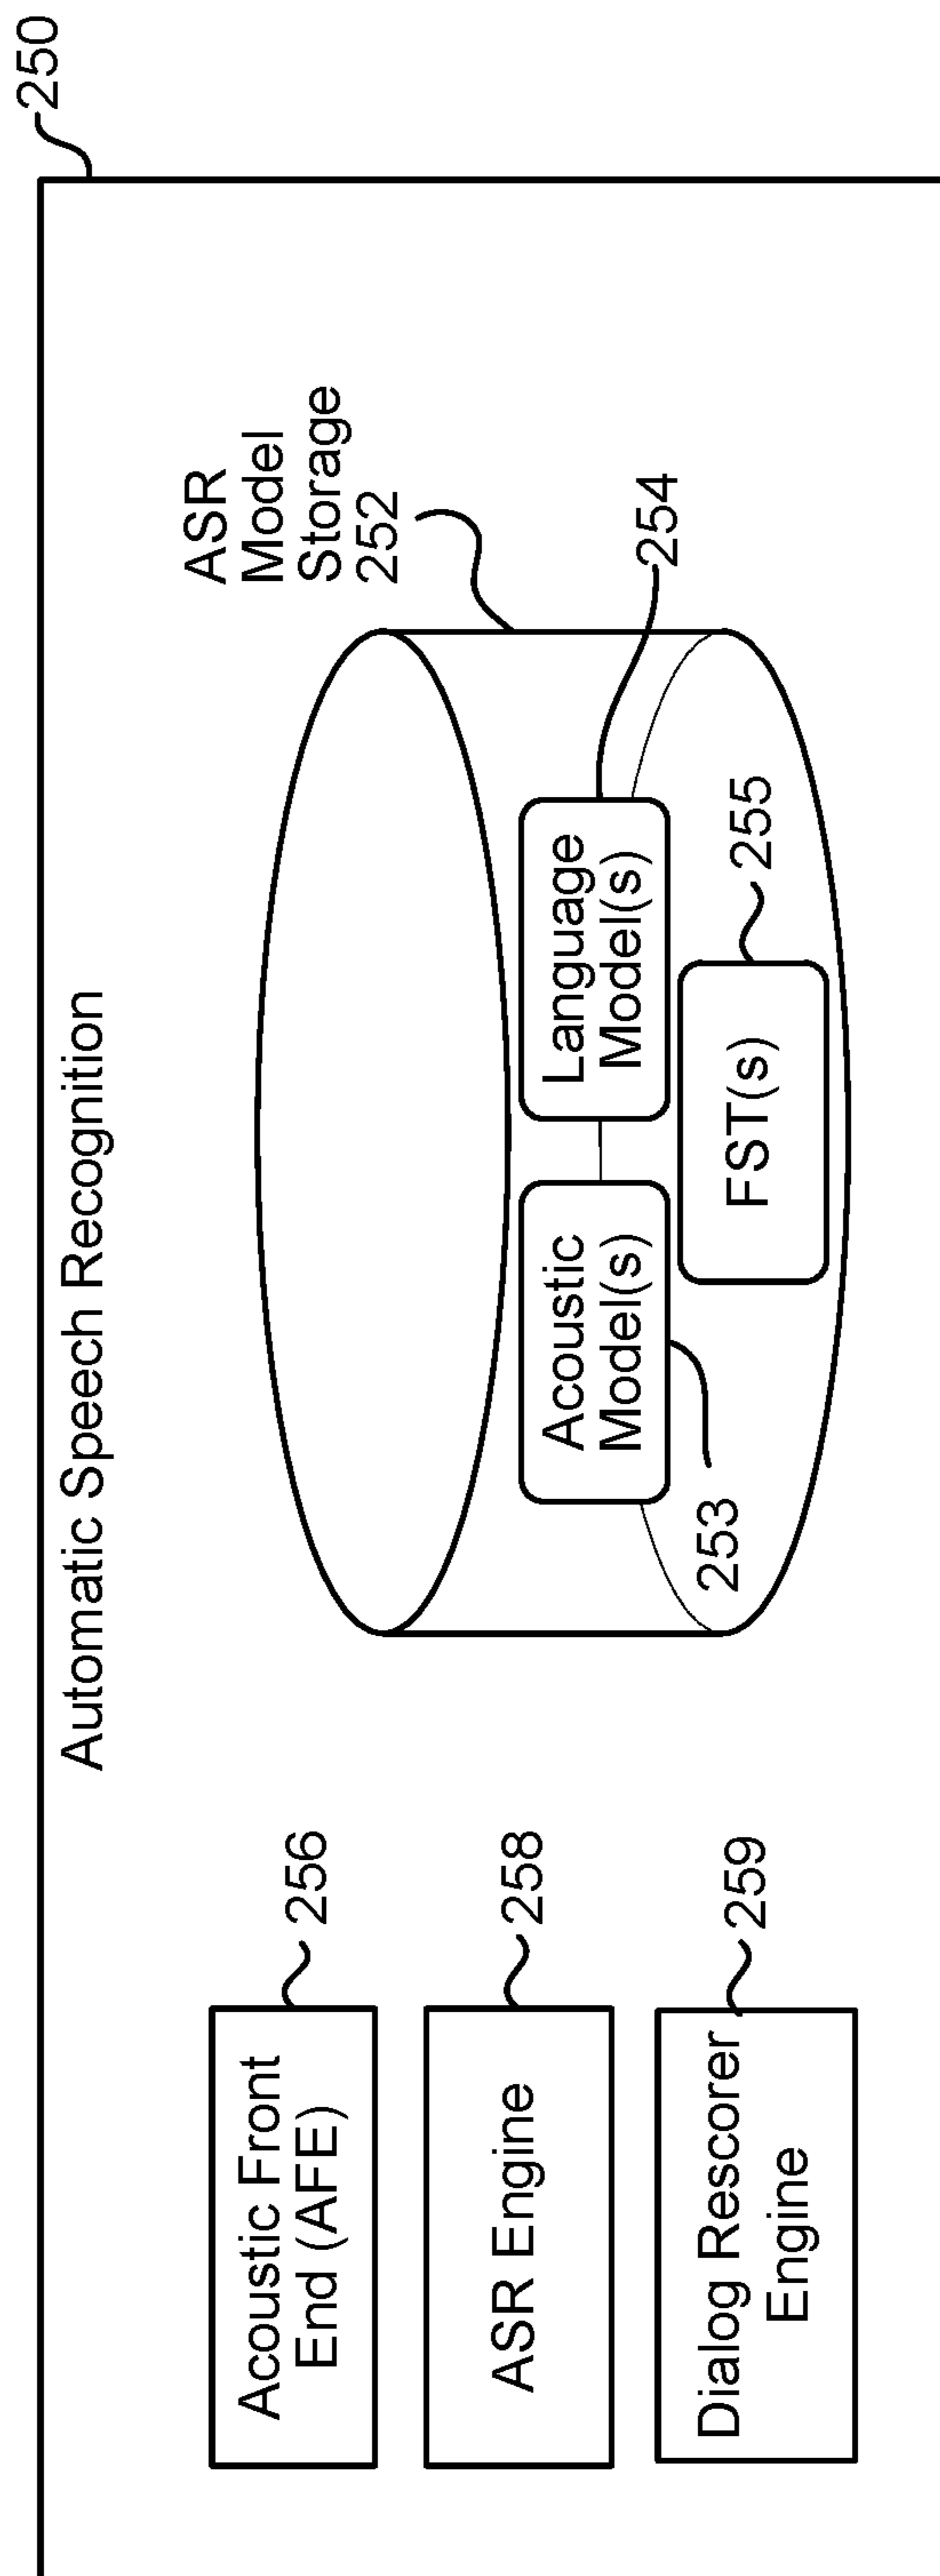 250
Automatic Speech Recognition
ASR
Model
Storage
252
Acoustic Front
End (AFE)
256
ASR Engine
258
Dialog Rescorer
Engine
259
Acoustic
Model(s)
253
Language
Model(s)
254
FST(s)
255